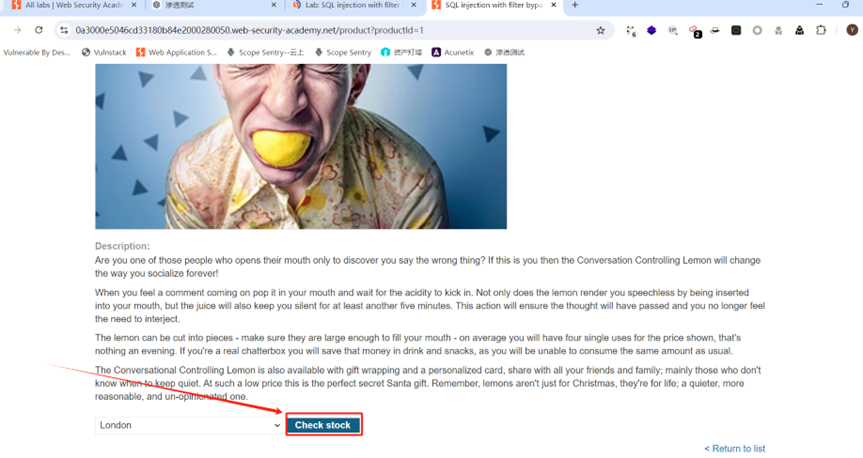 All labs | Web Security Acade
渗透测试
Lab: SQL injection with filter b
SQL injection with filter bypa
0a3000e5046cd33180b84e2000280050.web-security-academy.net/product?productId=1
6
2
Y
Vulnerable By Des...
Vulnstack
Web Application S...
Scope Sentry--云上
Scope Sentry
资产灯塔
Acunetix
渗透测试
Description:
Are you one of those people who opens their mouth only to discover you say the wrong thing? If this is you then the Conversation Controlling Lemon will change
the way you socialize forever!
When you feel a comment coming on pop it in your mouth and wait for the acidity to kick in. Not only does the lemon render you speechless by being inserted
into your mouth, but the juice will also keep you silent for at least another five minutes. This action will ensure the thought will have passed and you no longer feel
the need to interject.
The lemon can be cut into pieces - make sure they are large enough to fill your mouth - on average you will have four single uses for the price shown, that's
nothing an evening. If you're a real chatterbox you will save that money in drink and snacks, as you will be unable to consume the same amount as usual.
The Conversational Controlling Lemon is also available with gift wrapping and a personalized card, share with all your friends and family; mainly those who don't
know when to keep quiet. At such a low price this is the perfect secret Santa gift. Remember, lemons aren't just for Christmas, they're for life; a quieter, more
reasonable, and un-opinionated one.
London
Check stock
< Return to list